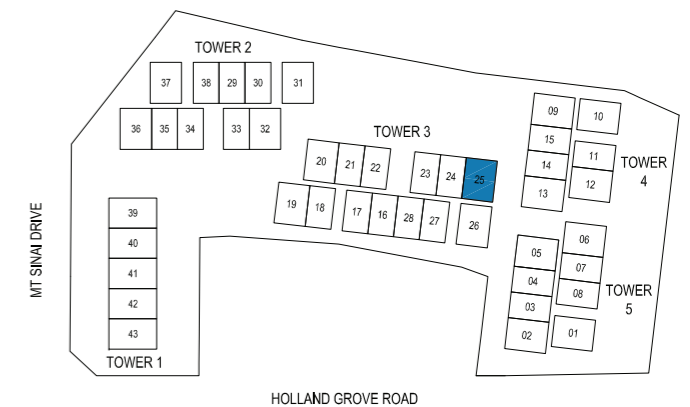 TOWER 2
37 38 29 30 31
36 35 34 33 32
TOWER 3
20 21 22 23 24 25
19 18 17 16 28 27 26
09 10
15
14 11
13 12
TOWER
4
MT SINAI DRIVE
39
40
41
42
43
TOWER 1
05 06
04 07
03 08
02 01
TOWER
5
HOLLAND GROVE ROAD